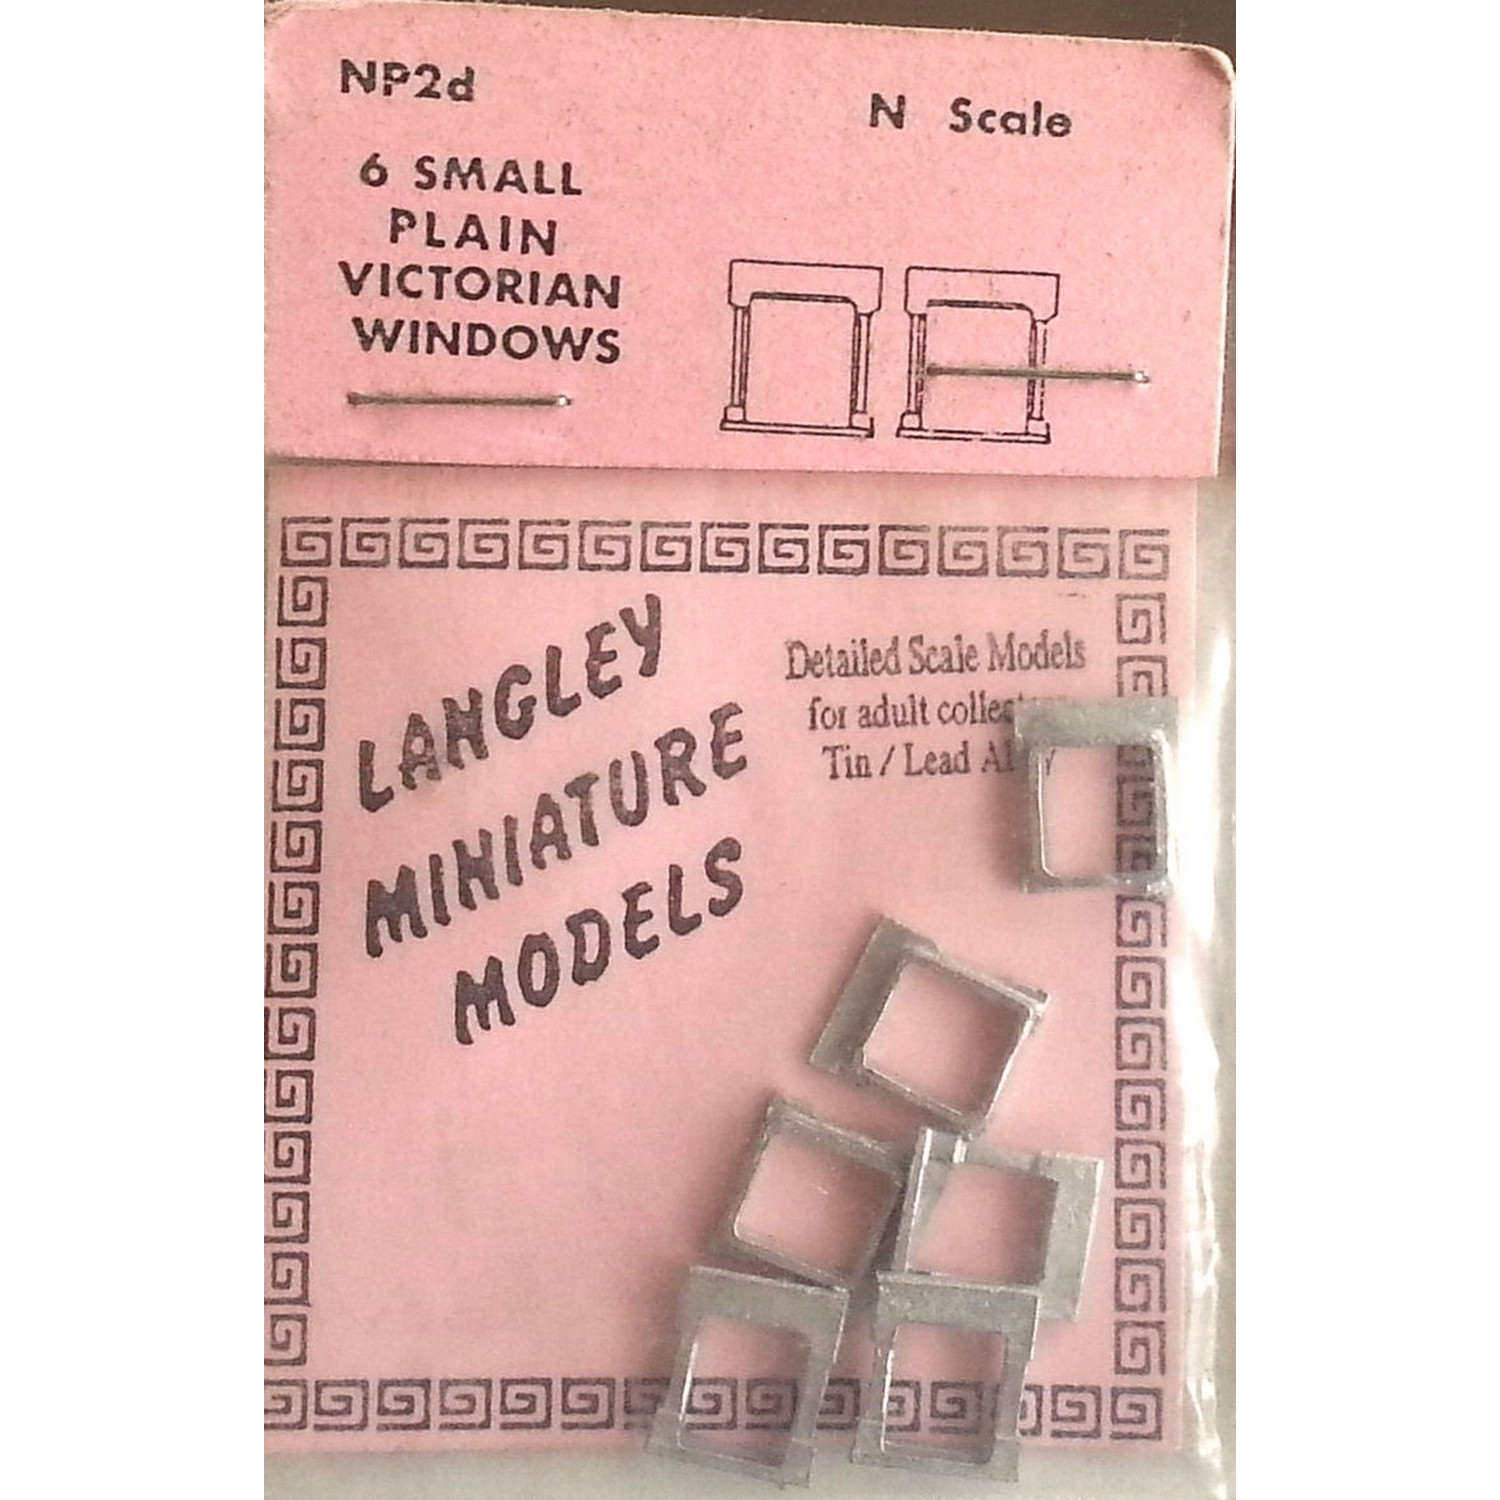 NP2d
N Scale
6 SMALL
PLAIN
VICTORIAN
WINDOWS
LANGLEY
MINIATURE
MODELS
Detailed Scale Models
for adult
Tin / Lead